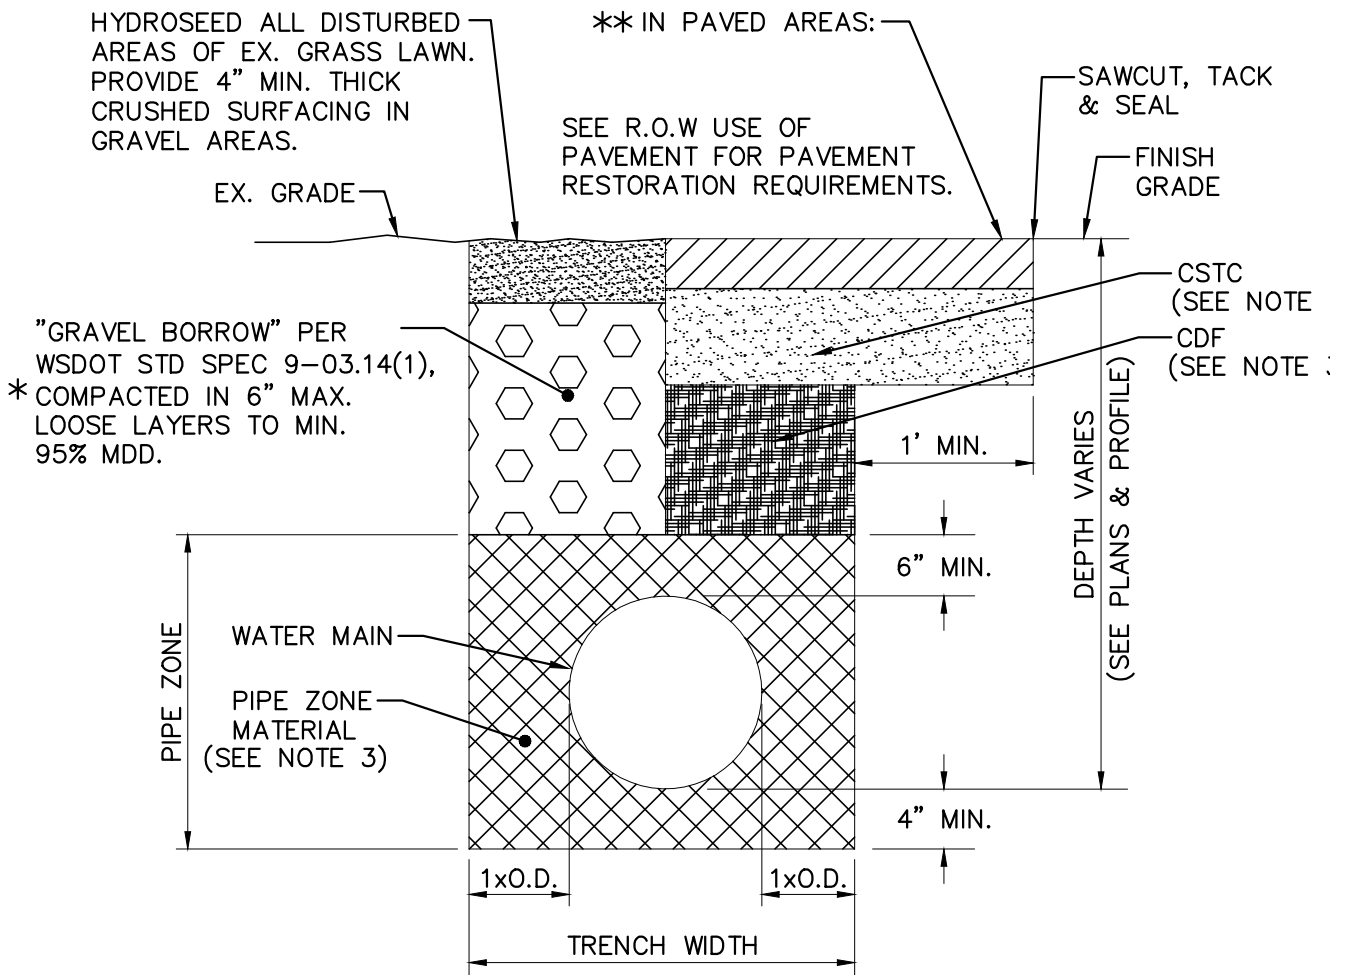 HYDROSEED ALL DISTURBED
AREAS OF EX. GRASS LAWN.
PROVIDE 4" MIN. THICK
CRUSHED SURFACING IN
GRAVEL AREAS.
** IN PAVED AREAS:
SEE R.O.W USE OF
PAVEMENT FOR PAVEMENT
RESTORATION REQUIREMENTS.
SAWCUT, TACK
& SEAL
FINISH
GRADE
EX. GRADE
CSTC
(SEE NOTE
CDF
(SEE NOTE
"GRAVEL BORROW" PER
WSDOT STD SPEC 9-03.14(1),
* COMPACTED IN 6" MAX.
LOOSE LAYERS TO MIN.
95% MDD.
1' MIN.
DEPTH VARIES
(SEE PLANS & PROFILE)
6" MIN.
PIPE ZONE
WATER MAIN
PIPE ZONE
MATERIAL
(SEE NOTE 3)
4" MIN.
1xO.D.
1xO.D.
TRENCH WIDTH